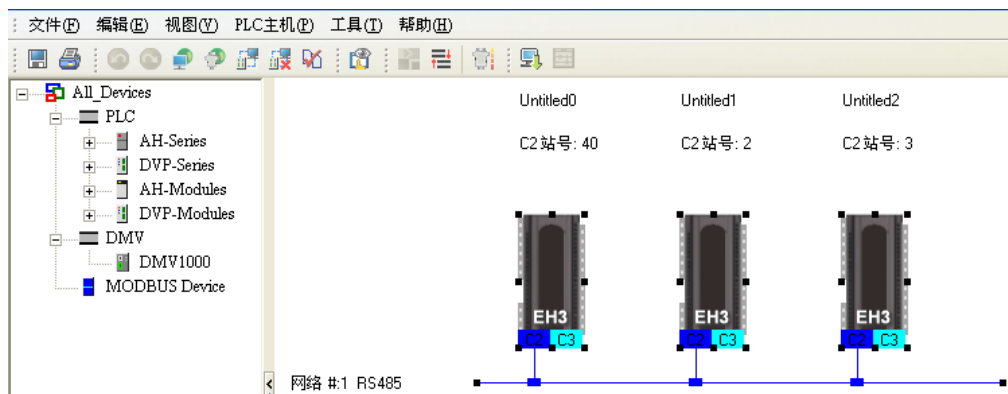 文件(F) 编辑(E) 视图(V) PLC主机(P) 工具(T) 帮助(H)
All_Devices
PLC
AH-Series
DVP-Series
AH-Modules
DVP-Modules
DMV
DMV1000
MODBUS Device
Untitled0 Untitled1 Untitled2
C2站号: 40 C2站号: 2 C2站号: 3
EH3 EH3 EH3
C2 C3 C2 C3 C2 C3
网络 #:1 RS485